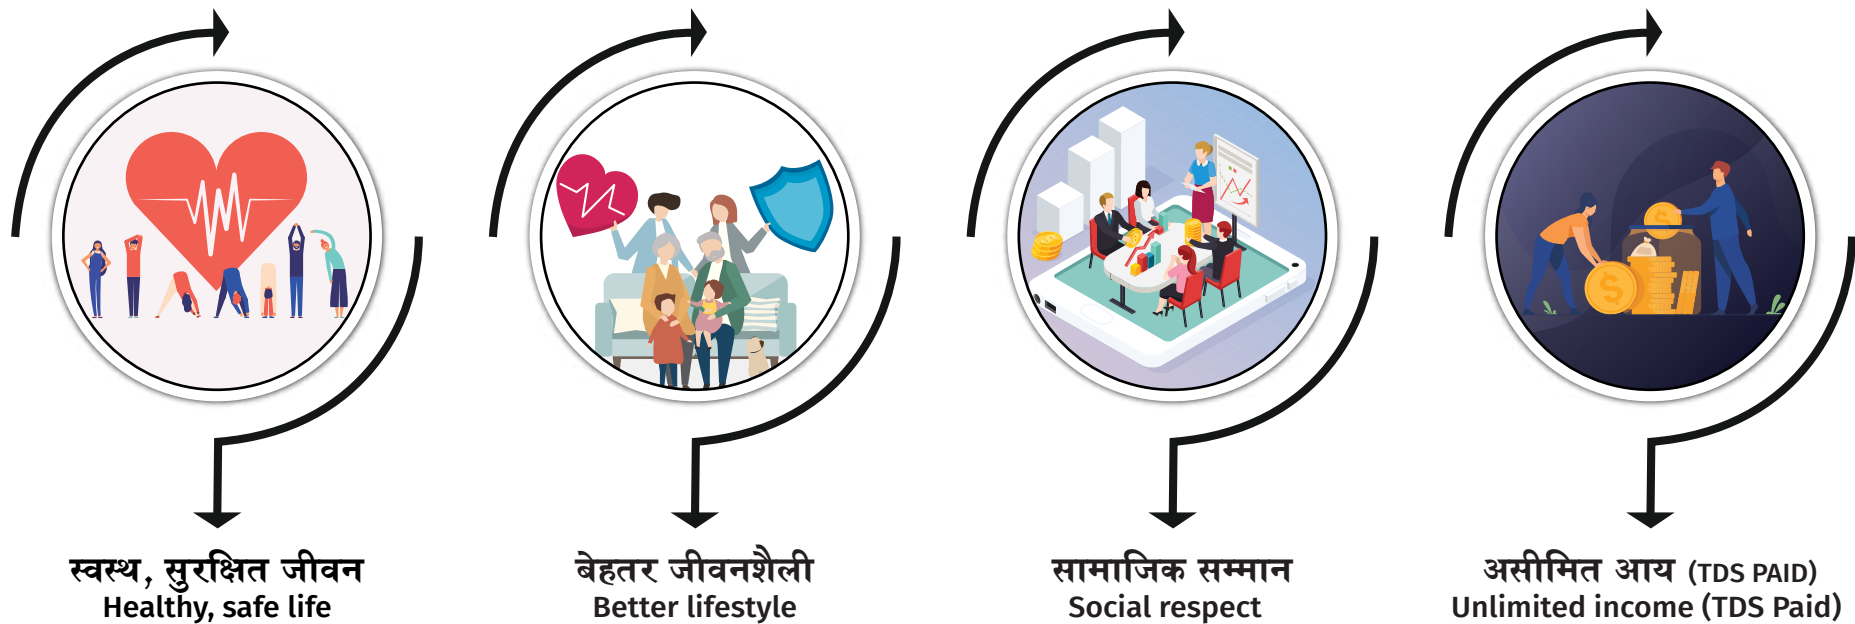 स्वस्थ, सुरक्षित जीवन
Healthy, safe life
बेहतर जीवनशैली
Better lifestyle
सामाजिक सम्मान
Social respect
असीमित आय (TDS PAID)
Unlimited income (TDS Paid)